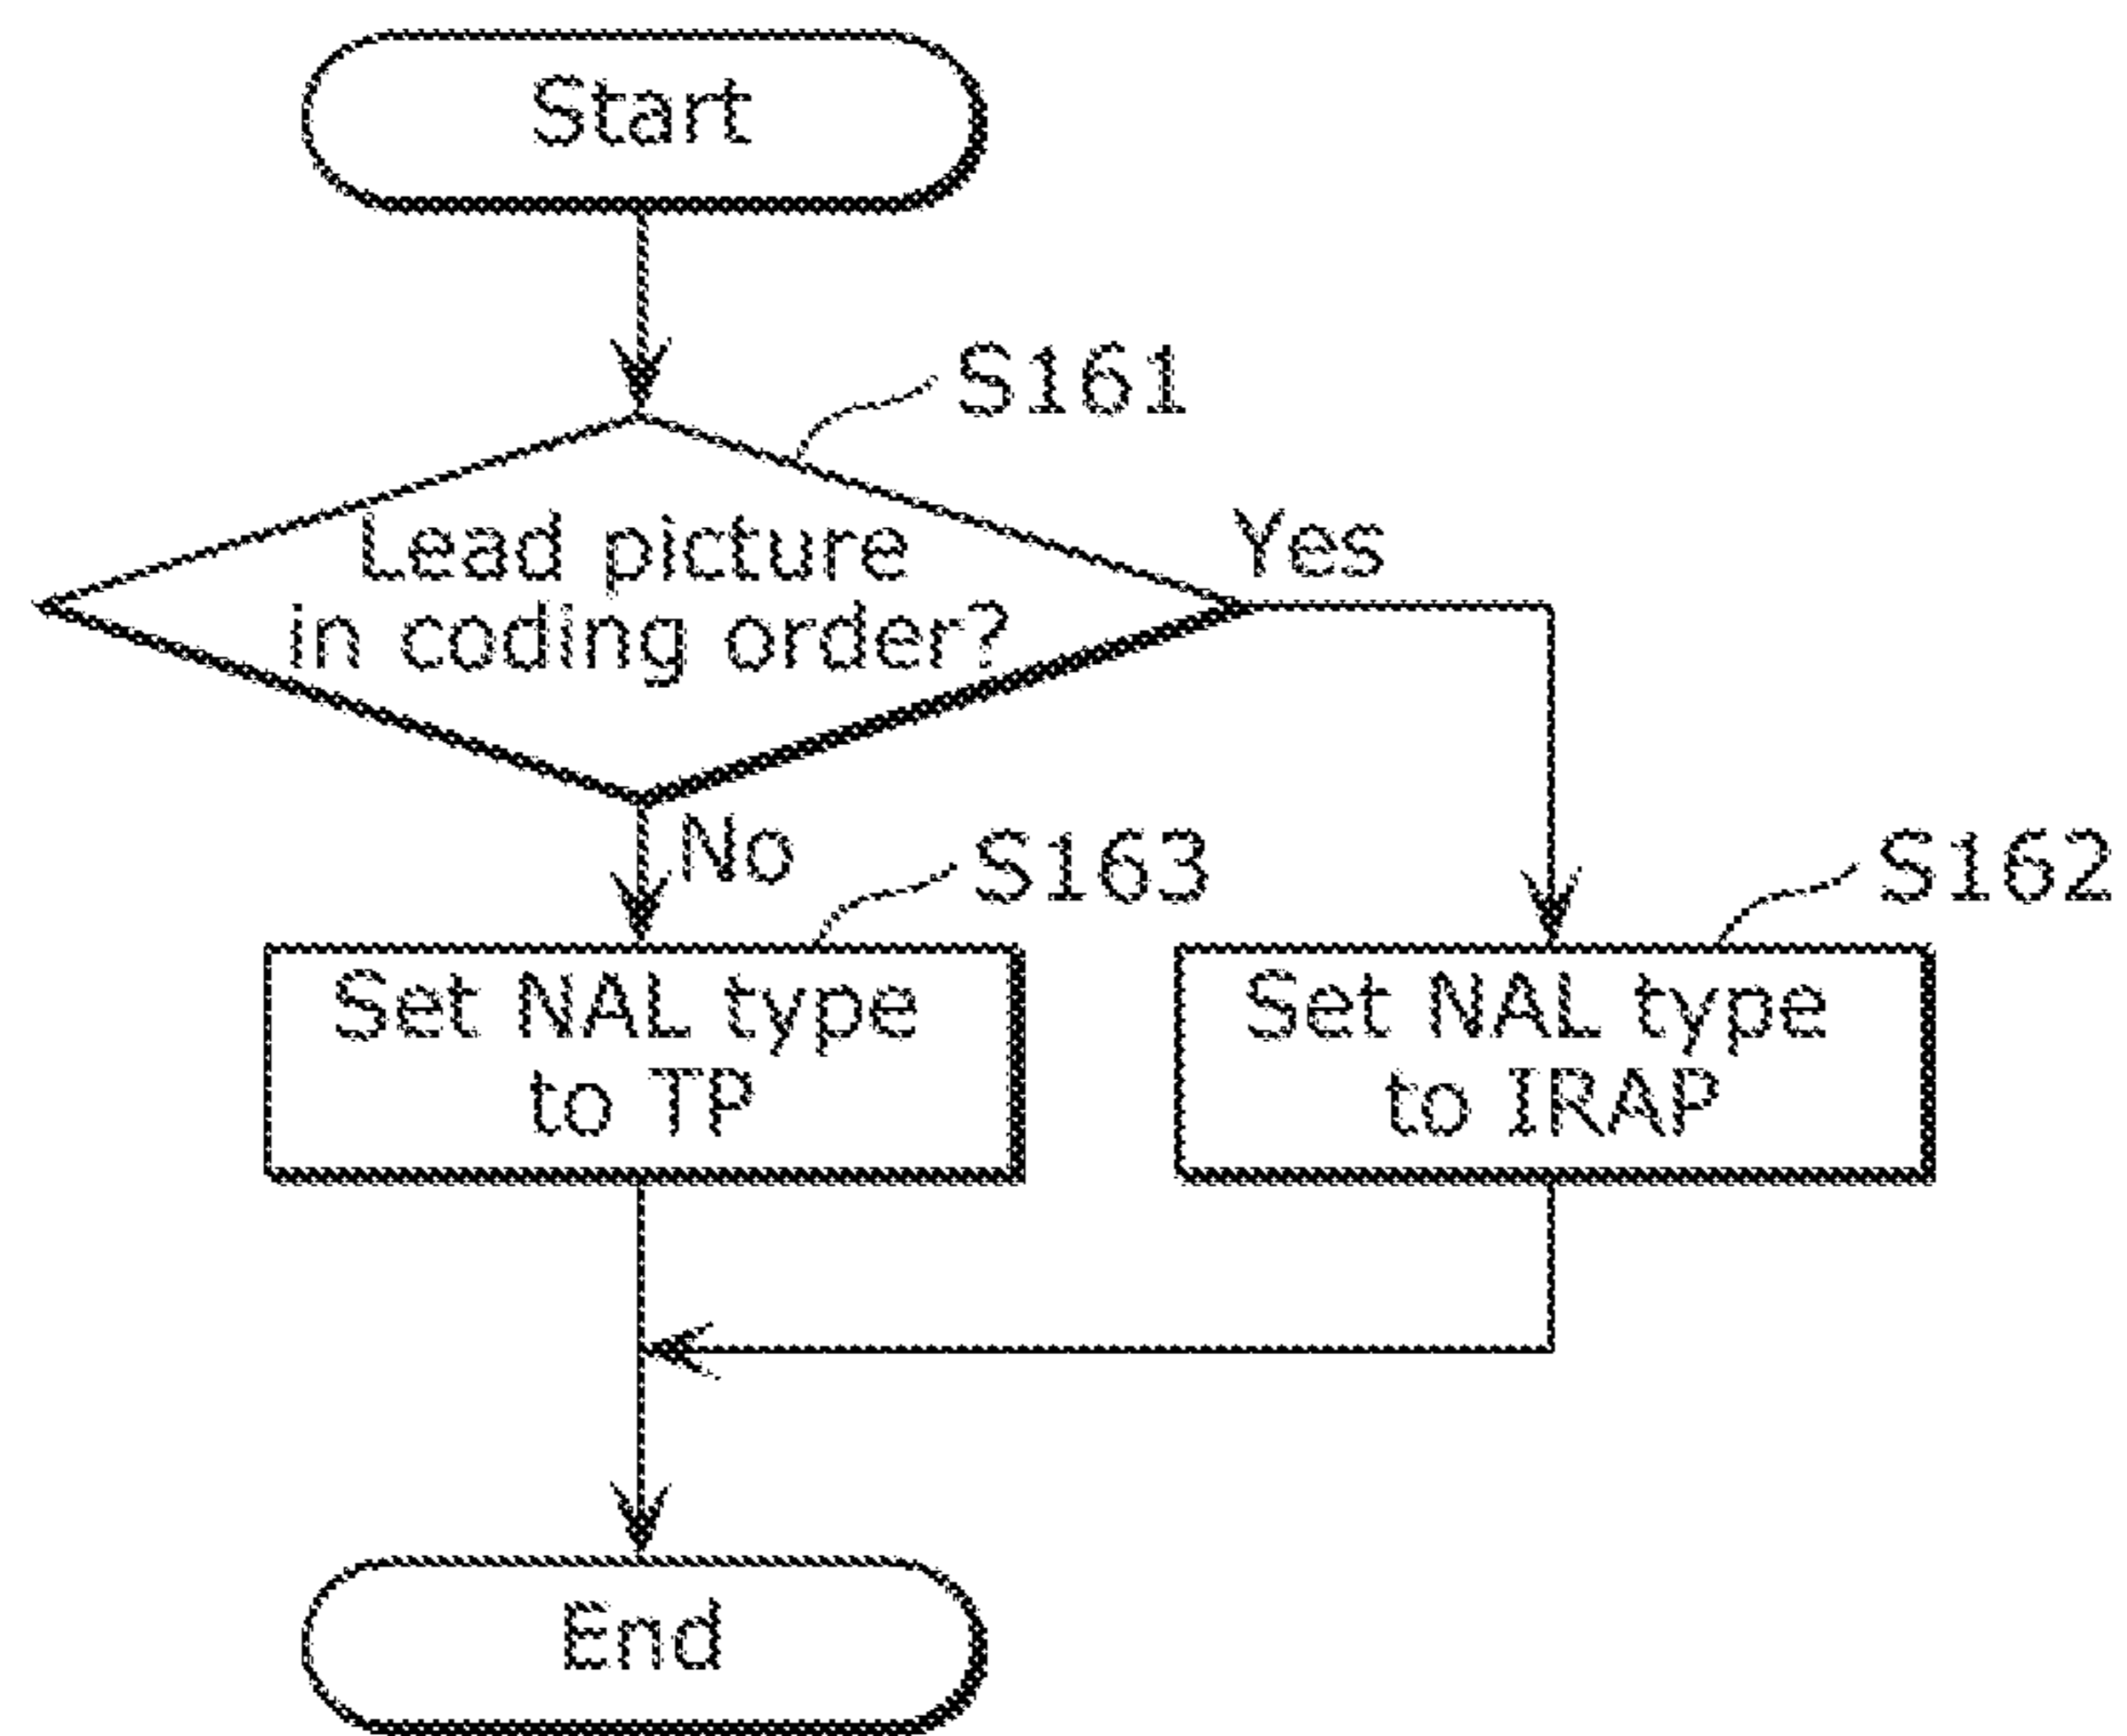 Start
S161
Lead picture
in coding order?
Yes
No
S163
S162
Set NAL type
to TP
Set NAL type
to IRAP
End